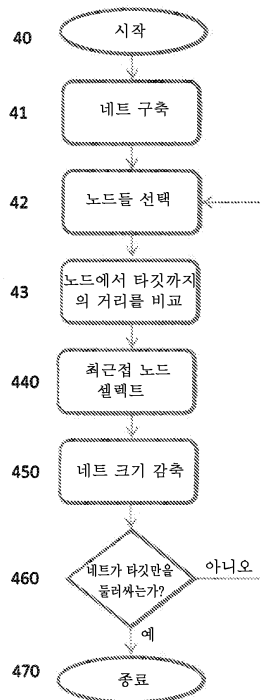 40 시작
41 네트 구축
42 노드들 선택
43 노드에서 타깃까지
의 거리를 비교
440 최근접 노드
셀렉트
450 네트 크기 감축
460 네트가 타깃만을
둘러싸는가?
아니오
예
470 종료